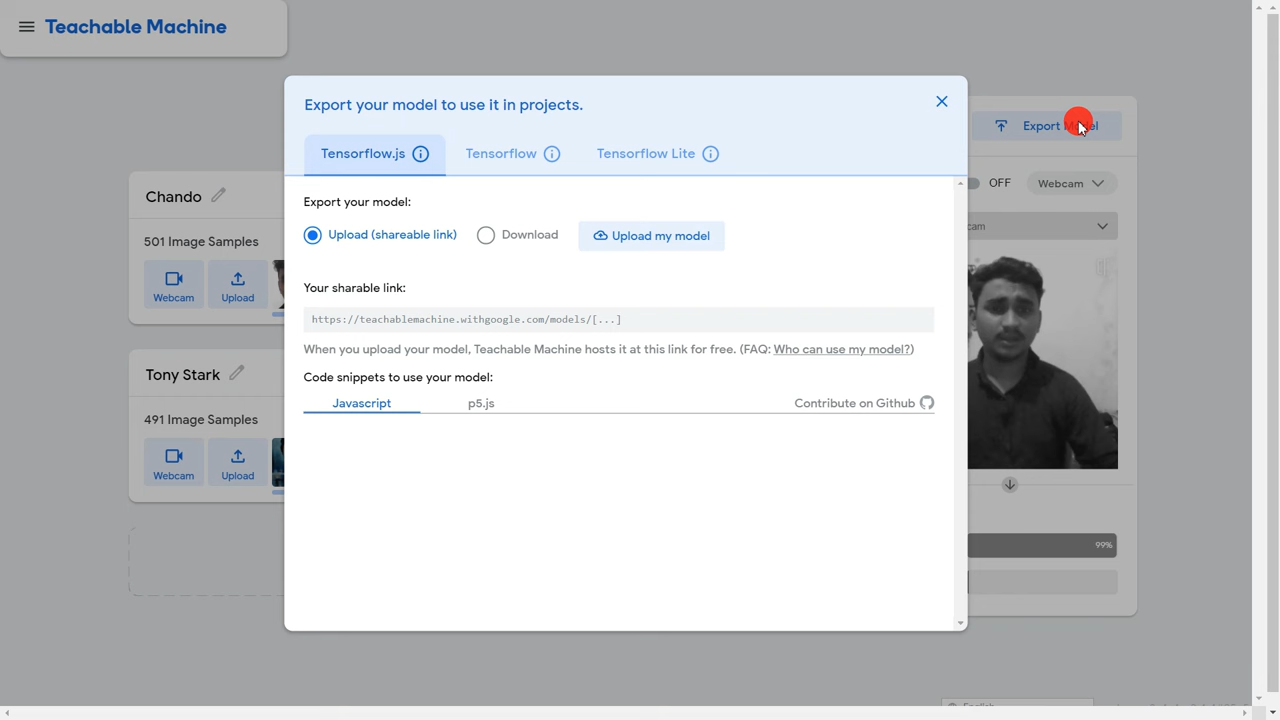 Teachable Machine
Export your model to use it in projects.
Tensorflow.js
Tensorflow
Tensorflow Lite
Export Model
Export your model:
Upload (shareable link)
Download
Upload my model
OFF
Webcam
Chando
501 Image Samples
Webcam
Upload
Your sharable link:
https://teachablemachine.withgoogle.com/models/[...]
When you upload your model, Teachable Machine hosts it at this link for free. (FAQ: Who can use my model?)
Code snippets to use your model:
Javascript
p5.js
Contribute on Github
Tony Stark
491 Image Samples
Webcam
Upload
99%